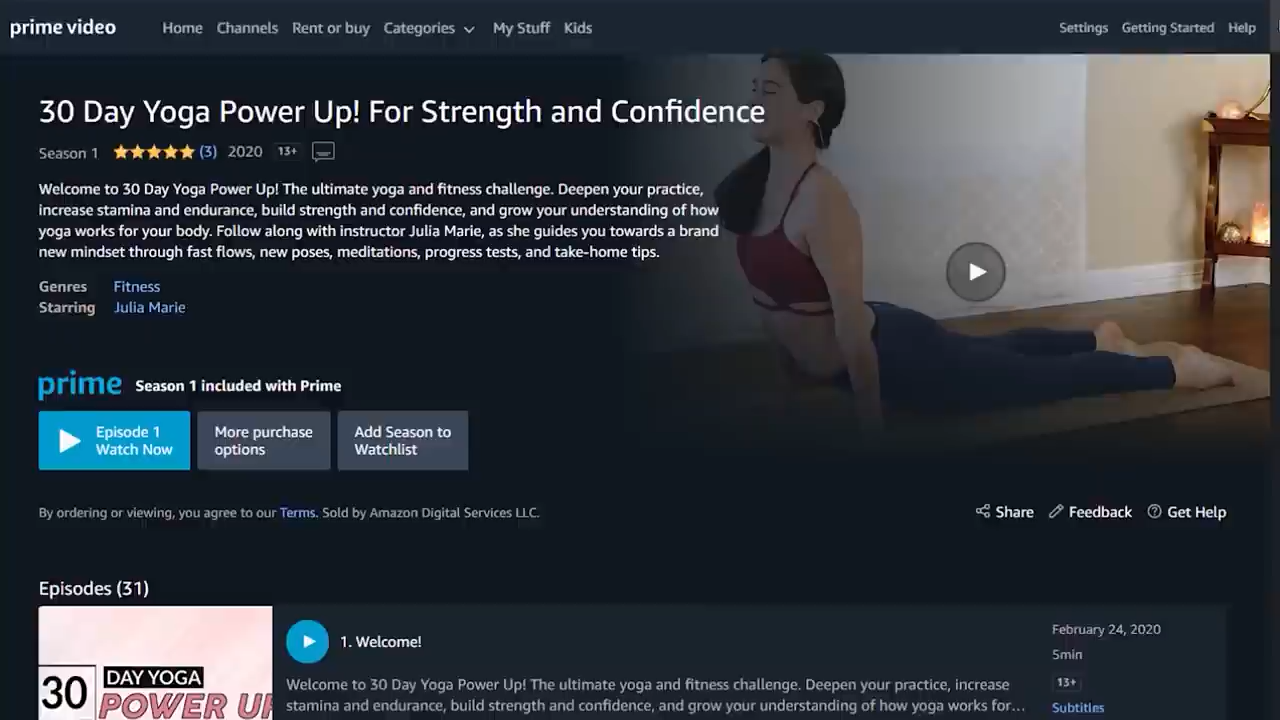 prime video Home Channels Rent or buy Categories My Stuff Kids Settings Getting Started Help
30 Day Yoga Power Up! For Strength and Confidence
Season 1 (3) 2020 13+
Welcome to 30 Day Yoga Power Up! The ultimate yoga and fitness challenge. Deepen your practice,
increase stamina and endurance, build strength and confidence, and grow your understanding of how
yoga works for your body. Follow along with instructor Julia Marie, as she guides you towards a brand
new mindset through fast flows, new poses, meditations, progress tests, and take-home tips.
Genres Fitness
Starring Julia Marie
prime Season 1 included with Prime
Episode 1
Watch Now
More purchase
options
Add Season to
Watchlist
By ordering or viewing, you agree to our Terms. Sold by Amazon Digital Services LLC.
Share Feedback Get Help
Episodes (31)
30 DAY YOGA
POWER UP
1. Welcome!
Welcome to 30 Day Yoga Power Up! The ultimate yoga and fitness challenge. Deepen your practice, increase
stamina and endurance, build strength and confidence, and grow your understanding of how yoga works for...
February 24, 2020
5min
13+
Subtitles